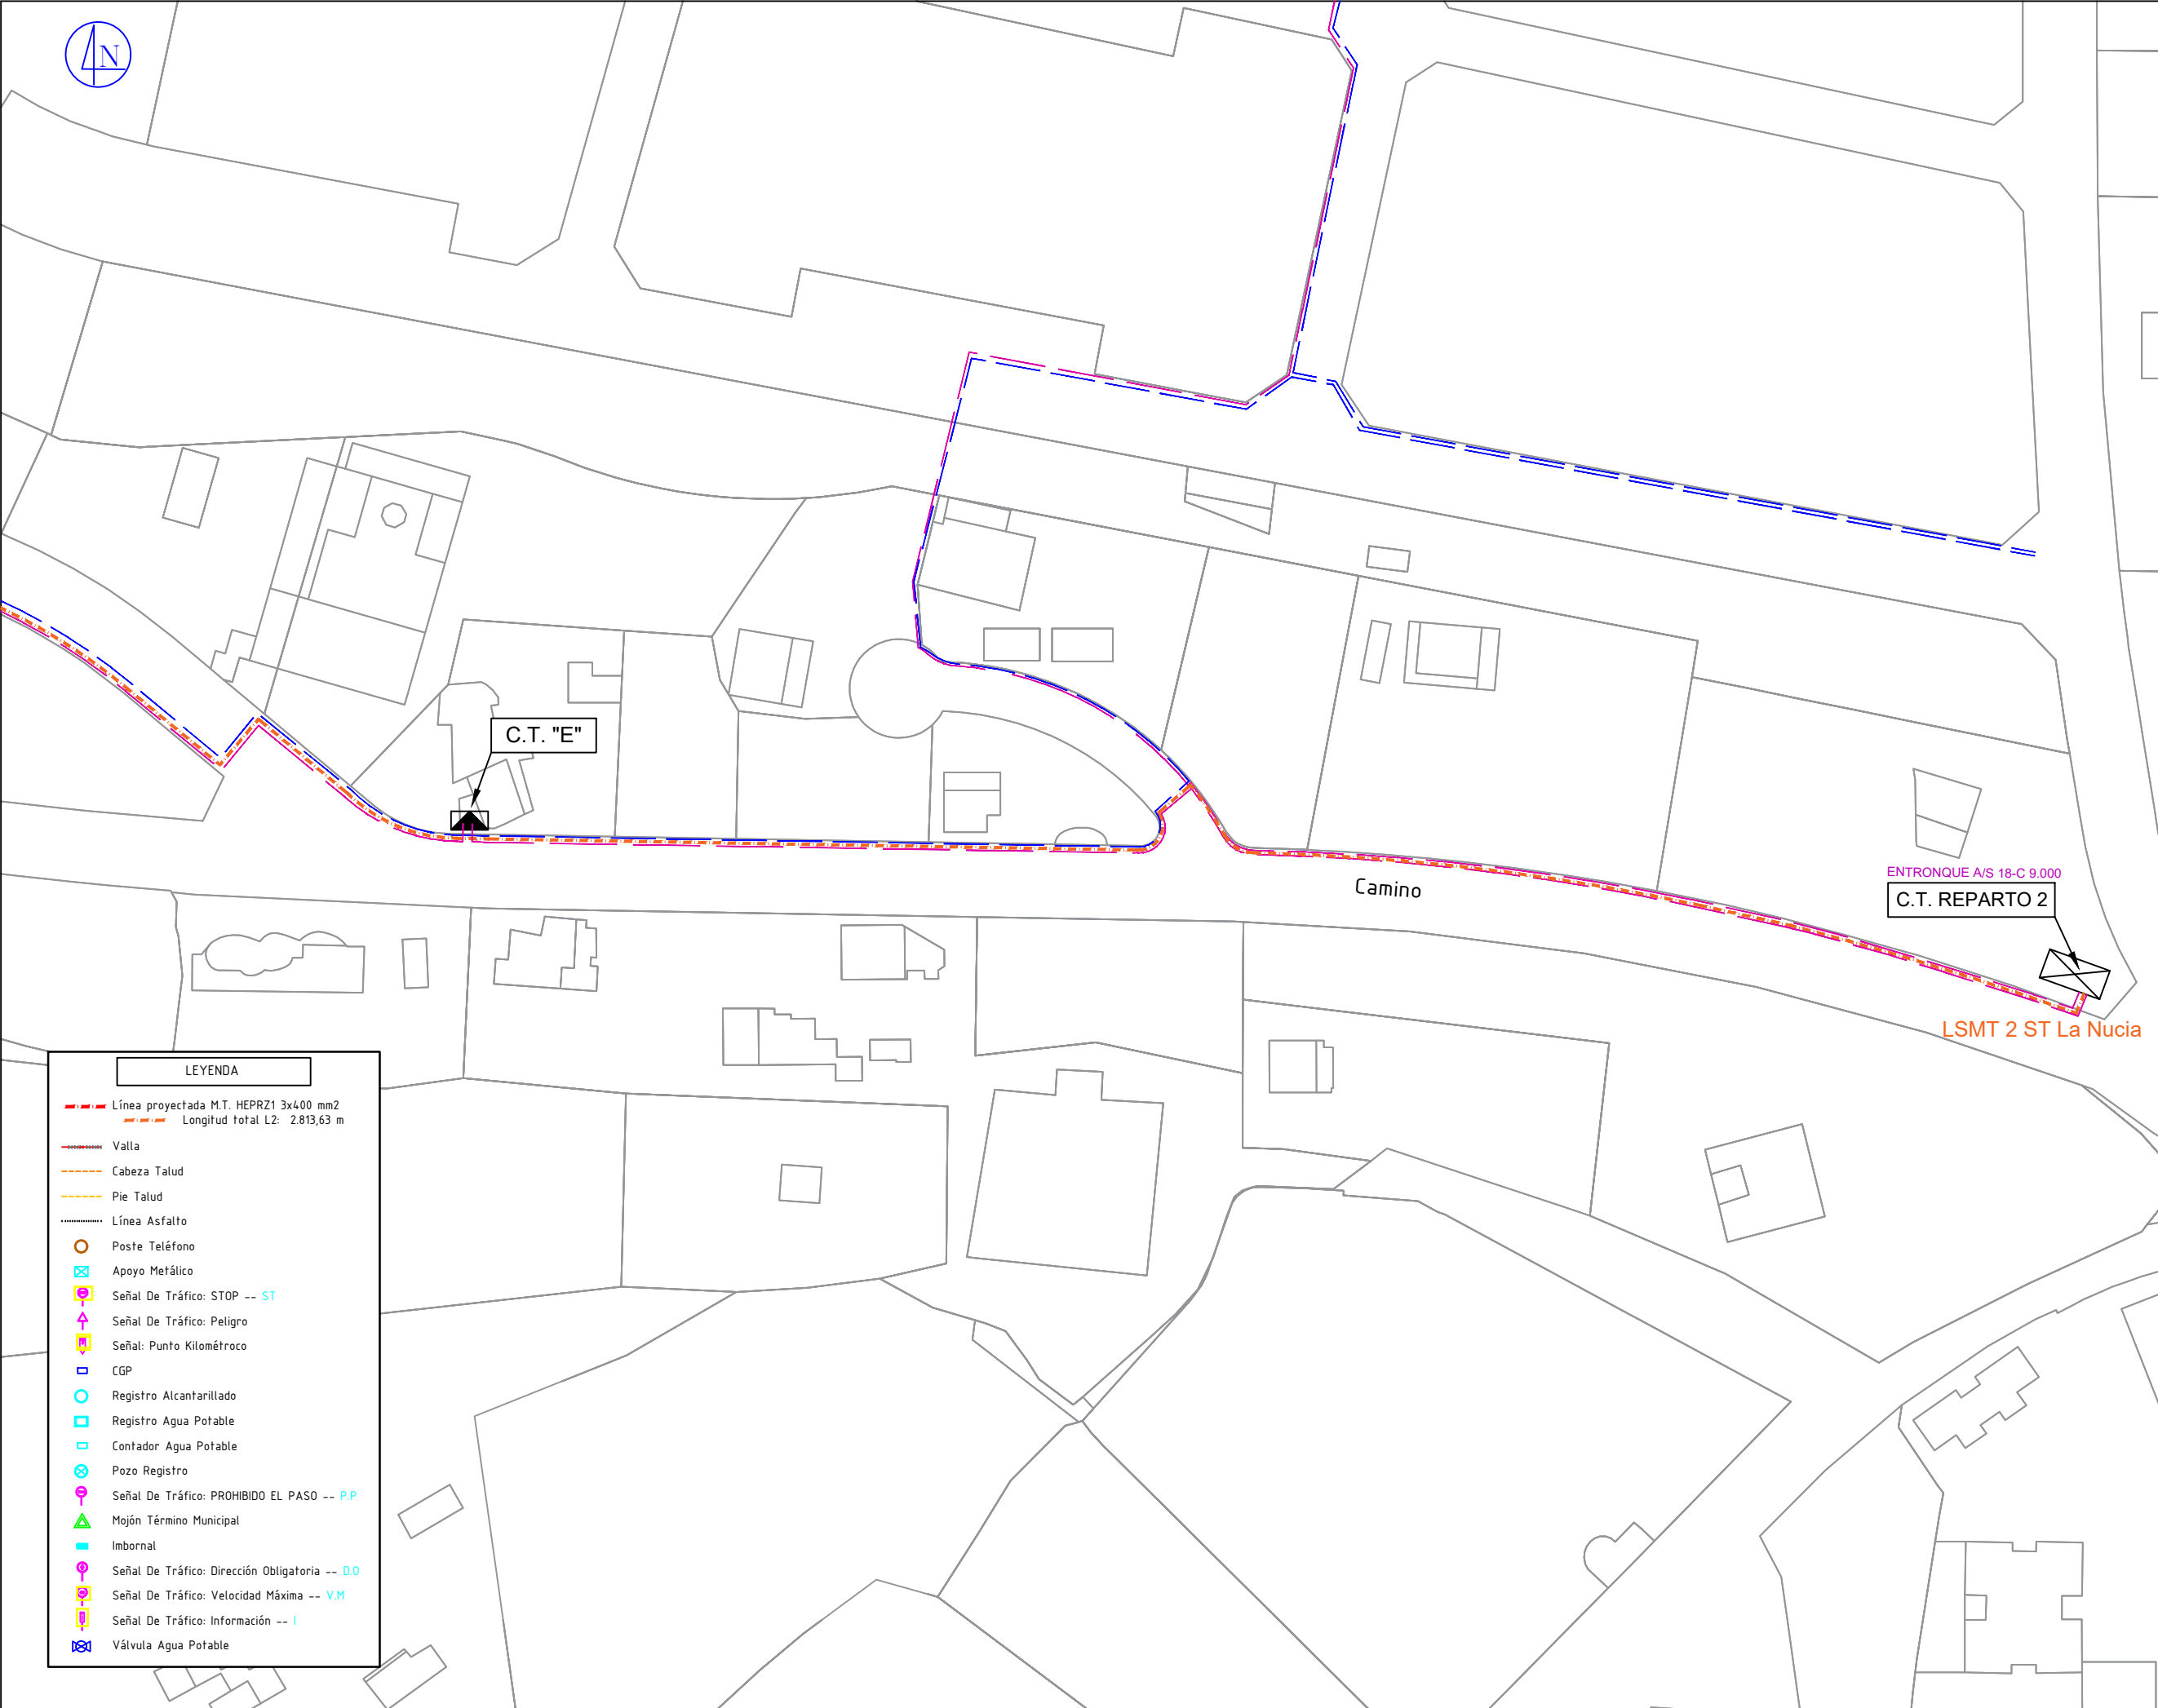 N
C.T. "E"
Camino
ENTRONQUE A/S 18-C 9.000
C.T. REPARTO 2
LSMT 2 ST La Nucia
LEYENDA
Línea proyectada M.T. HEPRZ1 3x400 mm2
Longitud total L2: 2.813,63 m
Valla
Cabeza Talud
Pie Talud
Línea Asfalto
Poste Teléfono
Apoyo Metálico
Señal De Tráfico: STOP -- ST
Señal De Tráfico: Peligro
Señal: Punto Kilométroco
CGP
Registro Alcantarillado
Registro Agua Potable
Contador Agua Potable
Pozo Registro
Señal De Tráfico: PROHIBIDO EL PASO -- P.P
Mojón Término Municipal
Imbornal
Señal De Tráfico: Dirección Obligatoria -- D.O
Señal De Tráfico: Velocidad Máxima -- V.M
Señal De Tráfico: Información -- I
Válvula Agua Potable